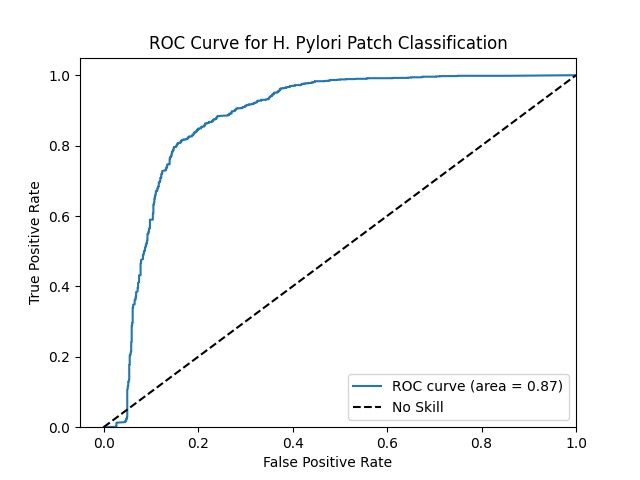 ROC Curve for H. Pylori Patch Classification
True Positive Rate
1.0
0.8
0.6
0.4
0.2
0.0
0.0 0.2 0.4 0.6 0.8 1.0
False Positive Rate
ROC curve (area = 0.87)
No Skill